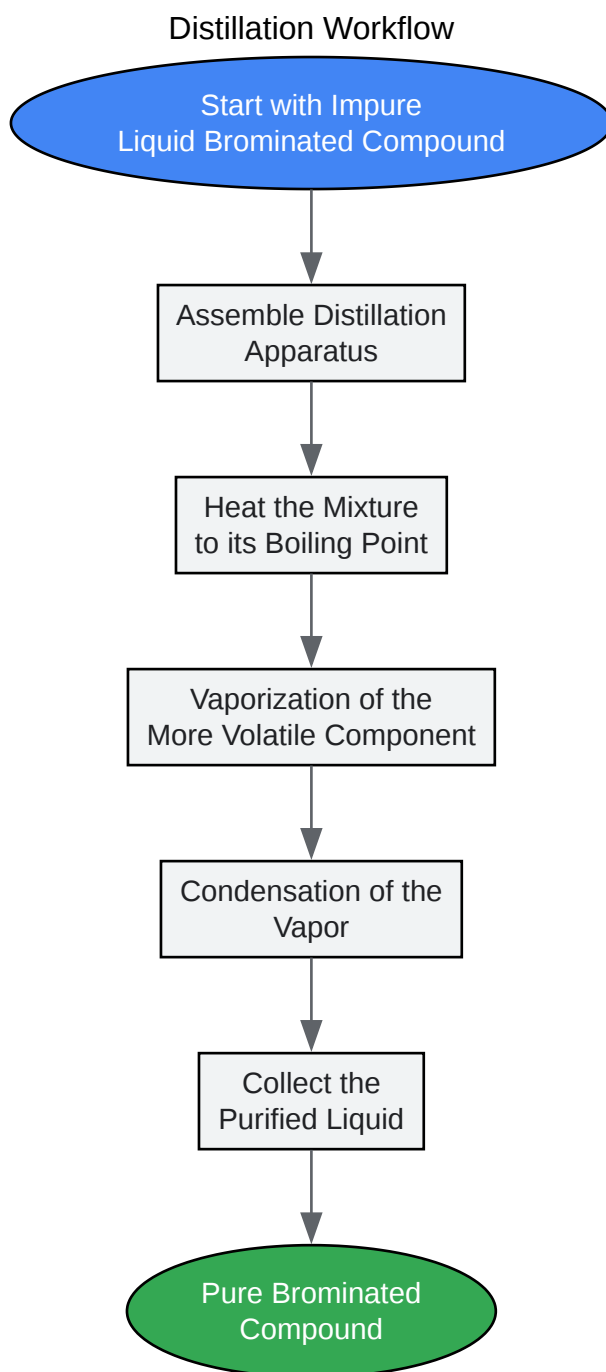 Distillation Workflow
Start with Impure
Liquid Brominated Compound
Assemble Distillation
Apparatus
Heat the Mixture
to its Boiling Point
Vaporization of the
More Volatile Component
Condensation of the
Vapor
Collect the
Purified Liquid
Pure Brominated
Compound